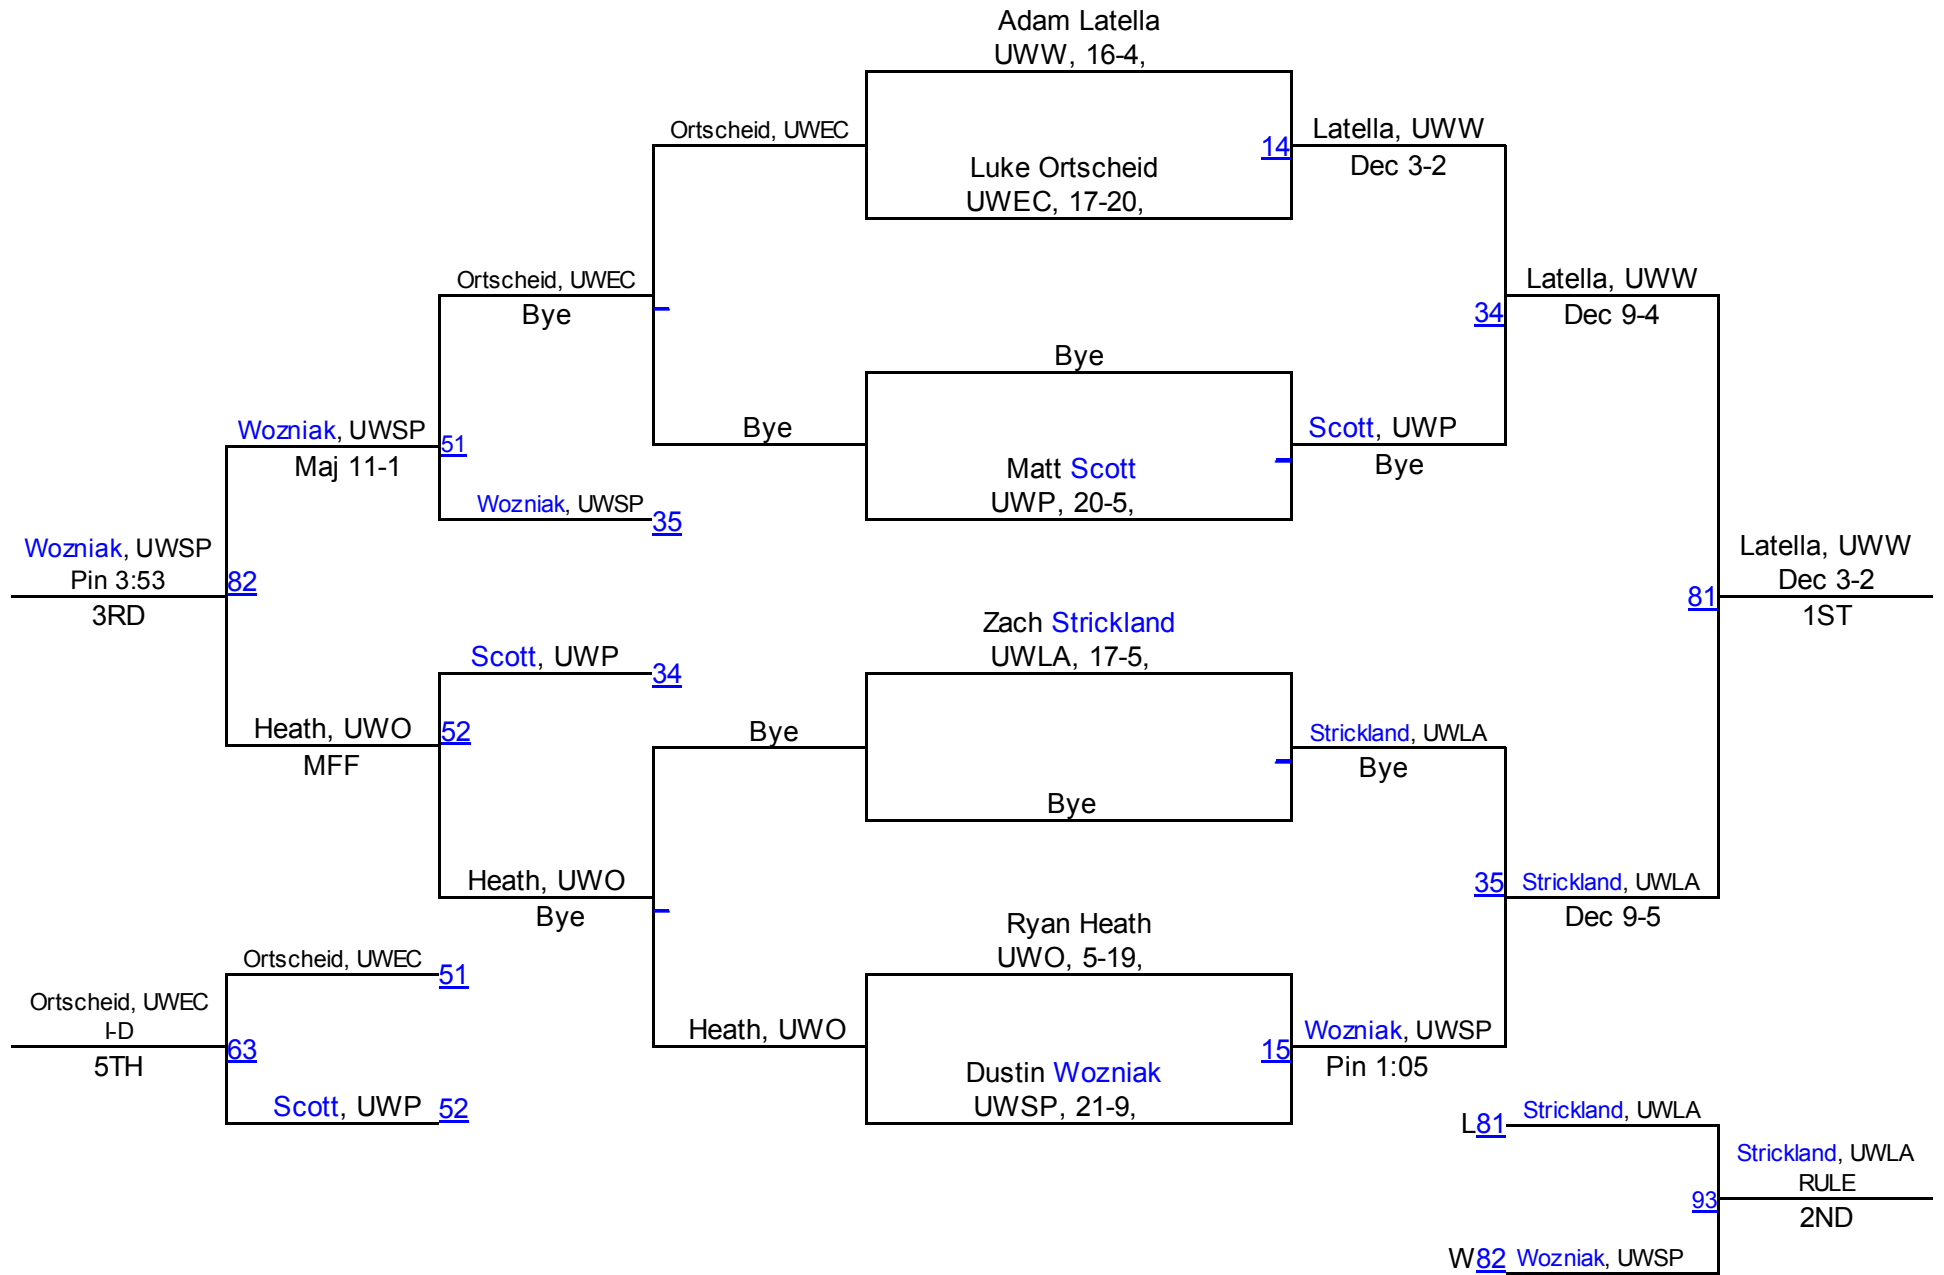 Adam Latella
UWW, 16-4,
Ortscheid, UWEC
14
Latella, UWW
Dec 3-2
Luke Ortscheid
UWEC, 17-20,
Ortscheid, UWEC
Bye
34
Latella, UWW
Dec 9-4
Bye
Bye
Scott, UWP
Bye
Matt Scott
UWP, 20-5,
Wozniak, UWSP
Maj 11-1
51
Wozniak, UWSP
35
Wozniak, UWSP
Pin 3:53
3RD
82
Latella, UWW
Dec 3-2
1ST
81
Zach Strickland
UWLA, 17-5,
Scott, UWP
34
Heath, UWO
MFF
52
Bye
Strickland, UWLA
Bye
Bye
Heath, UWO
Bye
35
Strickland, UWLA
Dec 9-5
Ryan Heath
UWO, 5-19,
Ortscheid, UWEC
51
Ortscheid, UWEC
I-D
5TH
63
Heath, UWO
15
Wozniak, UWSP
Pin 1:05
Dustin Wozniak
UWSP, 21-9,
Scott, UWP
52
L81
Strickland, UWLA
Strickland, UWLA
RULE
2ND
93
W82
Wozniak, UWSP